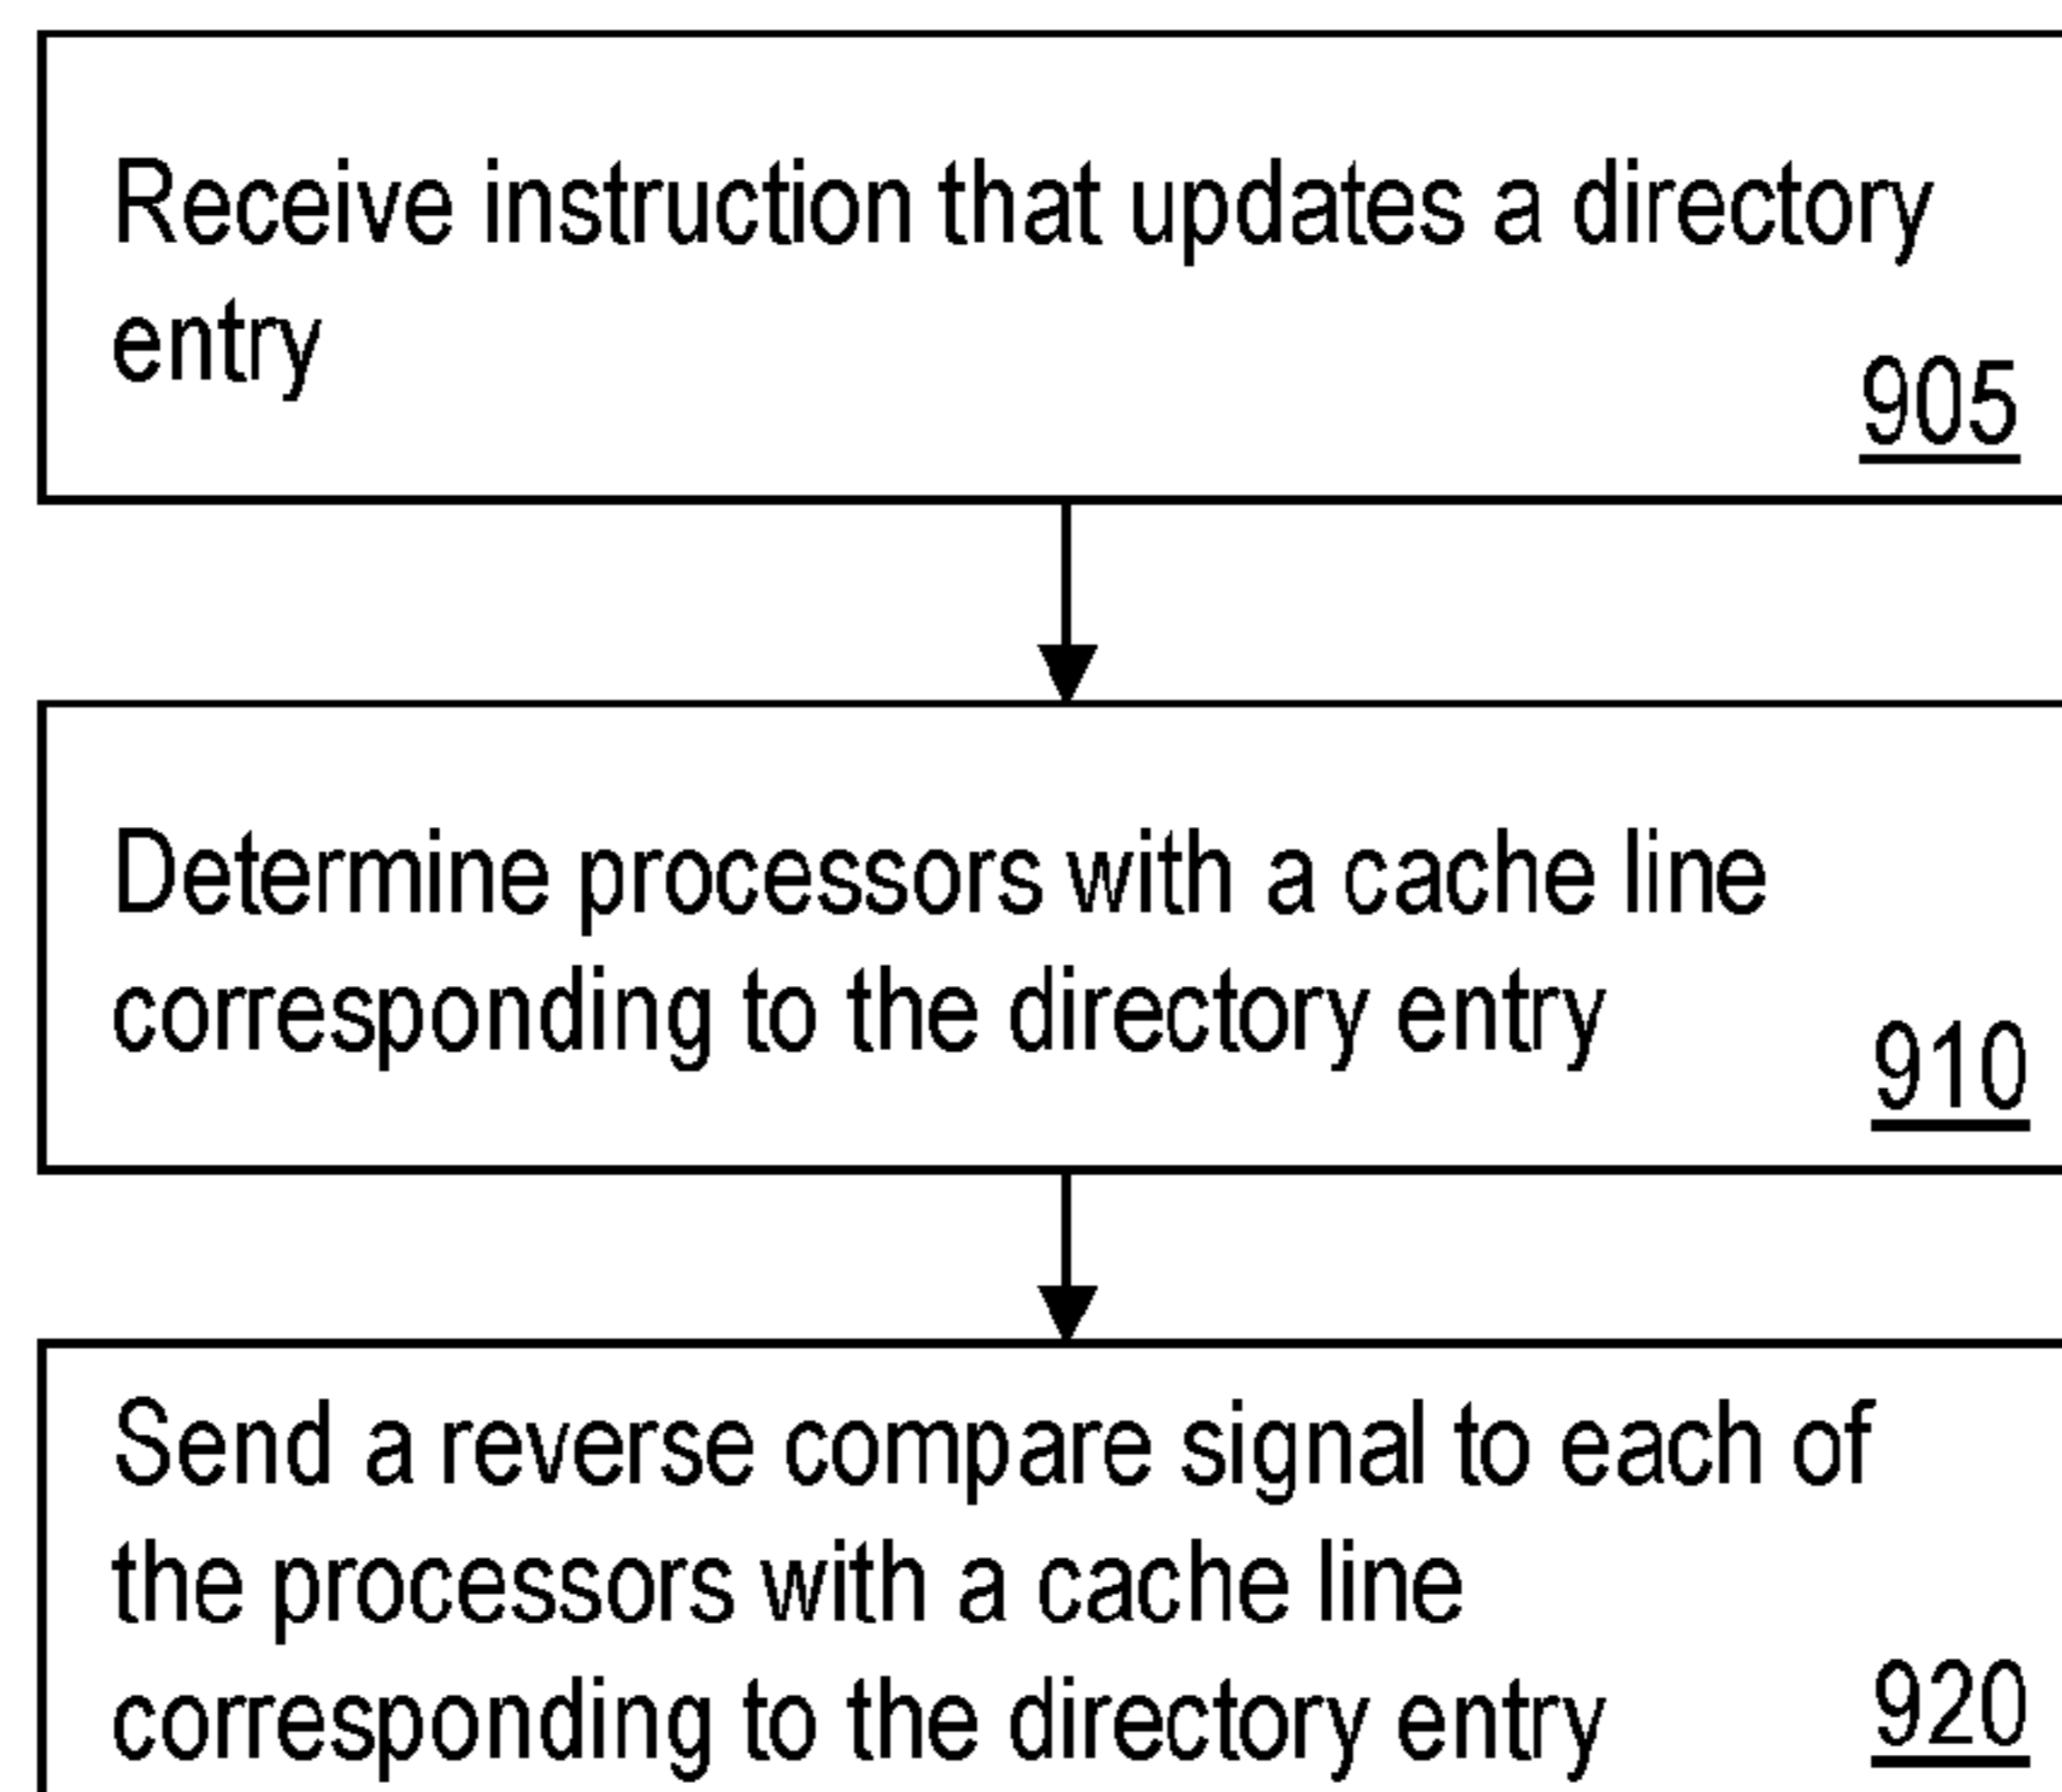 Receive instruction that updates a directory
entry
905
Determine processors with a cache line
corresponding to the directory entry
910
Send a reverse compare signal to each of
the processors with a cache line
corresponding to the directory entry
920